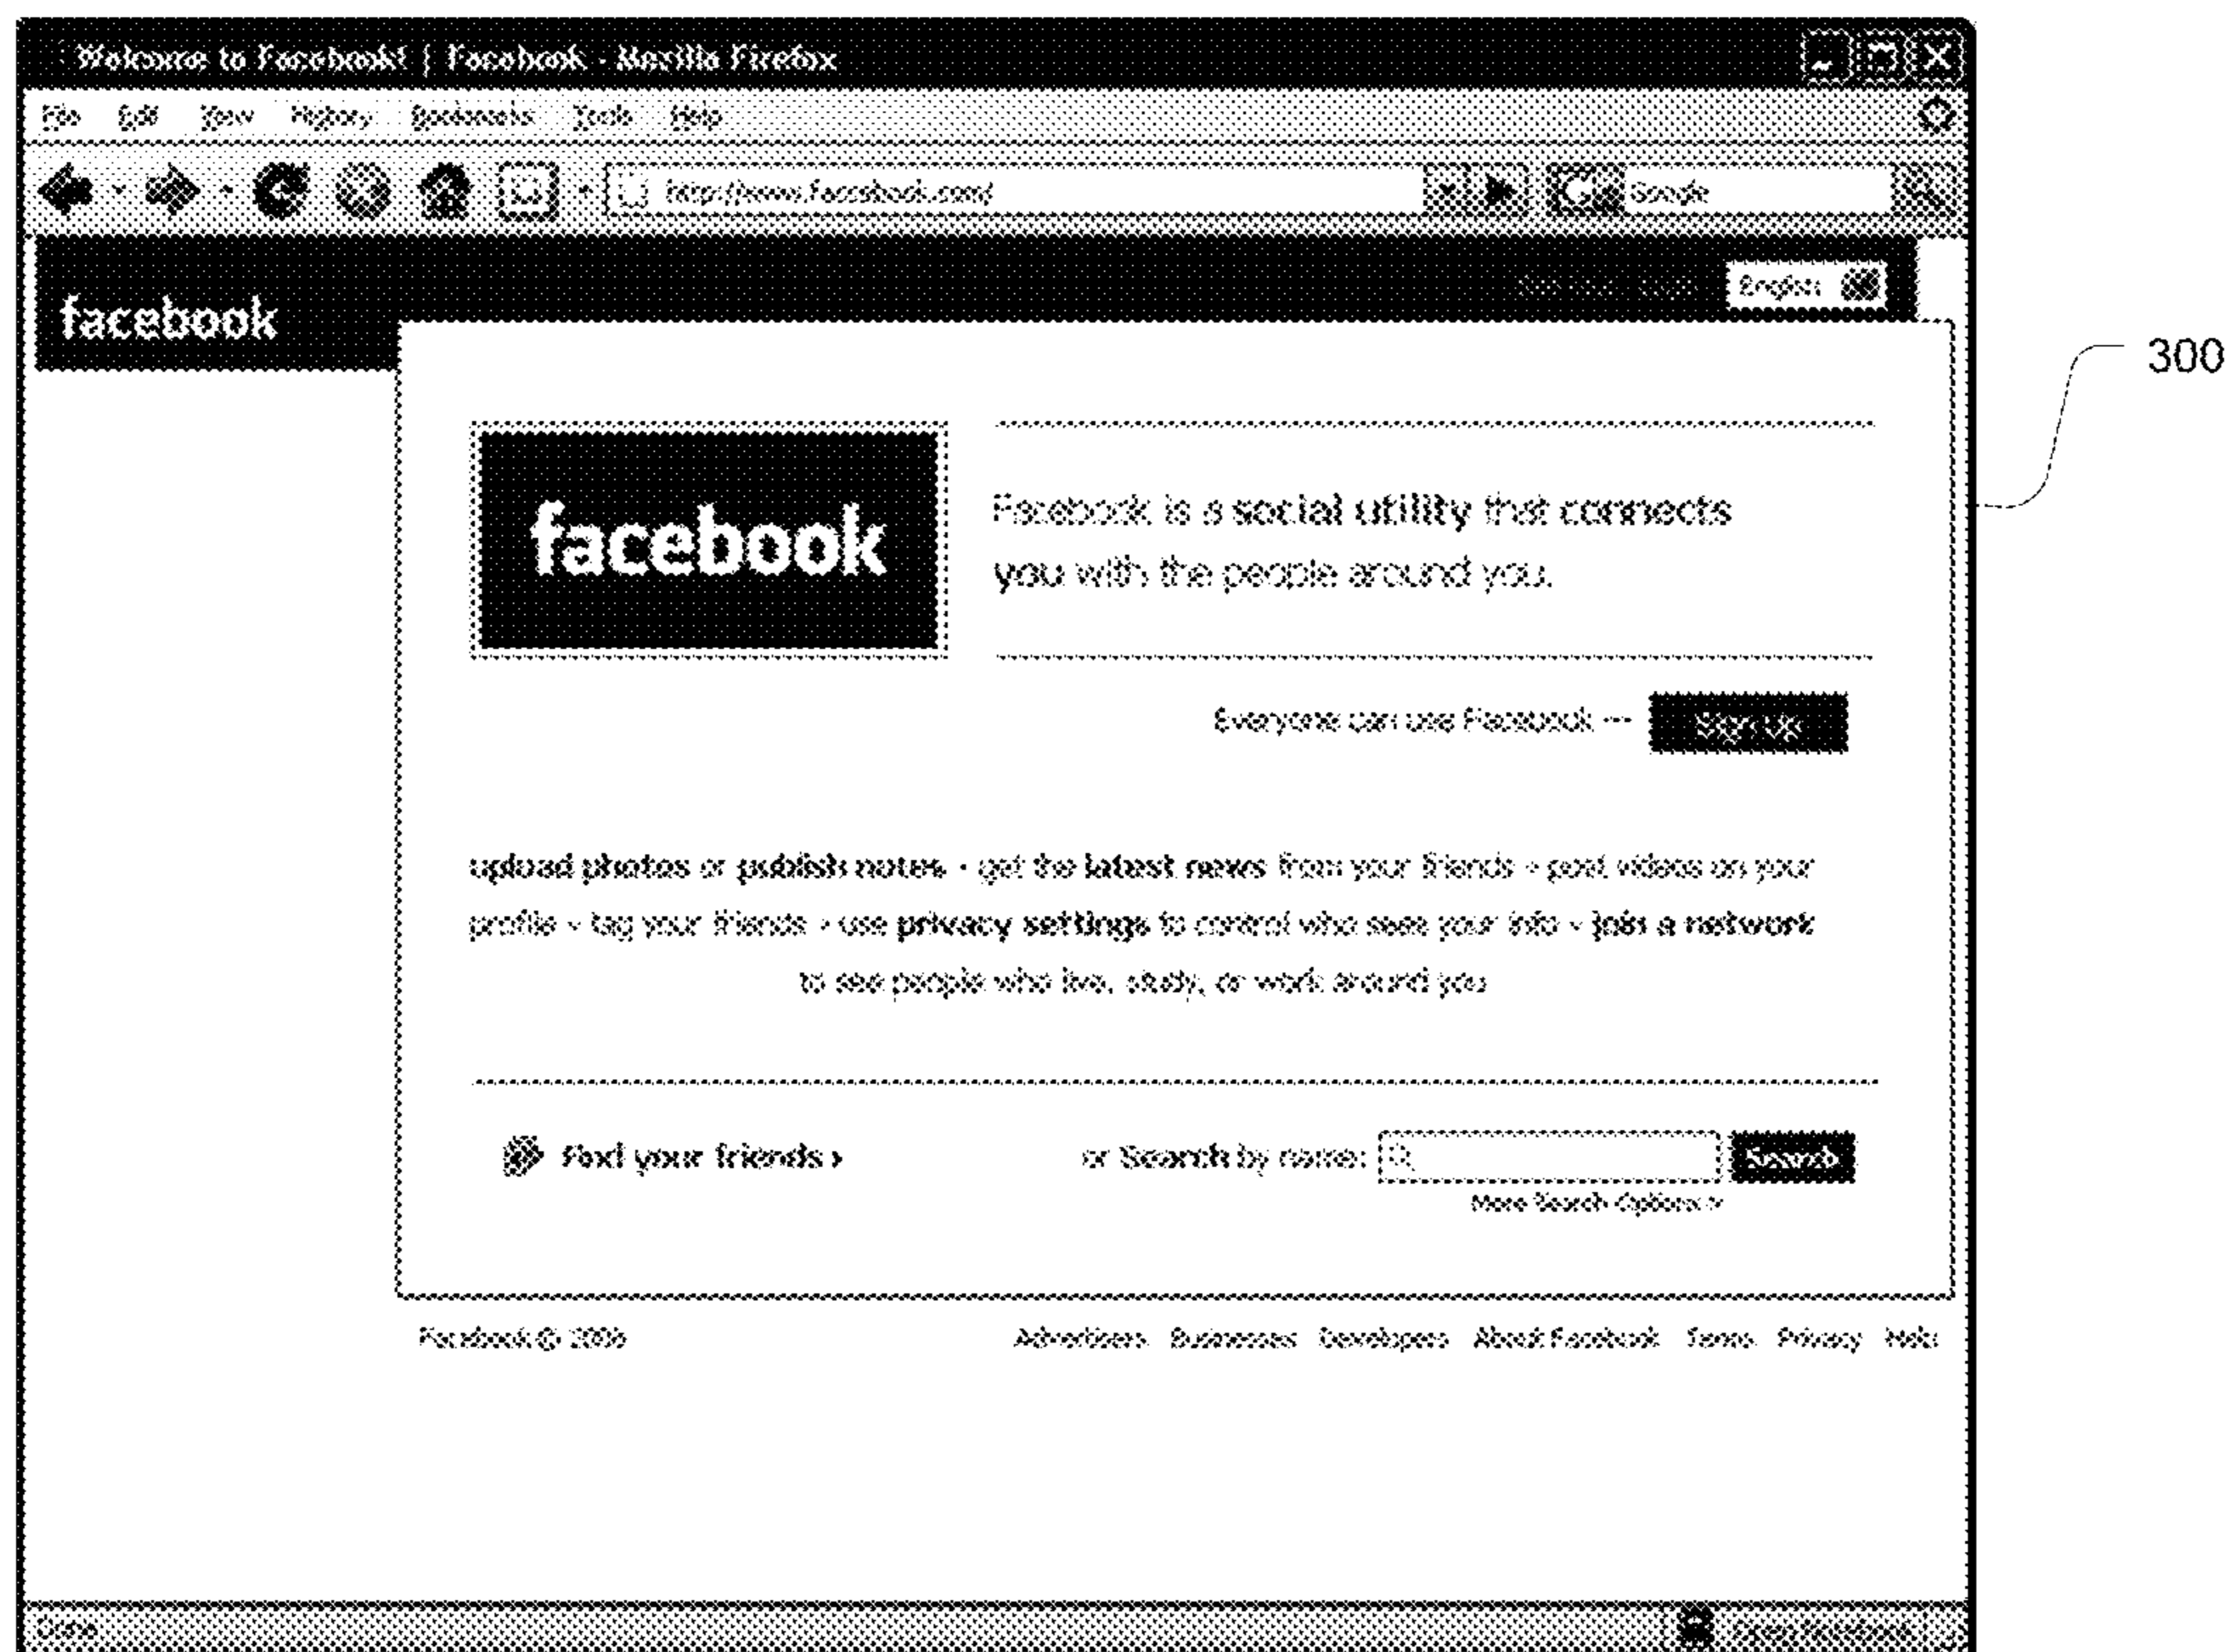 Welcome to Facebook! | Facebook - Mozilla Firefox
File Edit View History Bookmarks Tools Help
http://www.facebook.com/
Google
English
facebook
300
facebook
Facebook is a social utility that connects
you with the people around you.
Everyone can use Facebook — Sign Up
upload photos or publish notes • get the latest news from your friends • post videos on your
profile • tag your friends • use privacy settings to control who sees your info • join a network
to see people who live, study, or work around you
Find your friends ›
or Search by name: Search
More Search Options »
Facebook ©
Advertisers Businesses Developers About Facebook Terms Privacy Help
Done